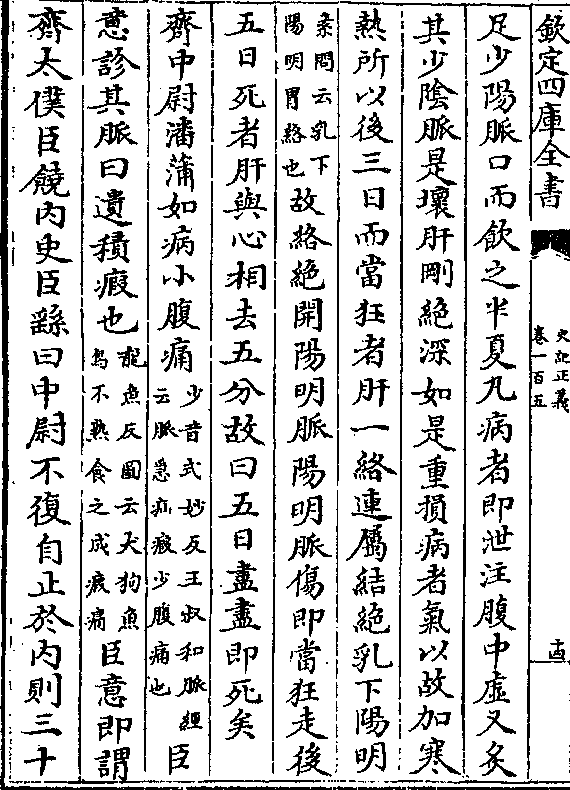 欽定四庫全書
史記正義
卷一百五
十四
足少陽脈口而飲之半夏凡病者即泄注腹中虛又炙
其少陰脈是壞肝剛絶深如是重損病者氣以故加寒
熱所以後三日而當狂者肝一絡連屬結絶乳下陽明
素問云乳下陽明胃絡也故絡絶開陽明脈陽明脈傷即當狂走後
五日死者肝與心相去五分故曰五日盡盡即死矣
齊中尉潘蒲如病小腹痛少音式妙反王叔和脈經云脈急疝瘕少腹痛也臣
意診其脈曰遺積瘕也龍魚反圖云犬狗魚鳥不熟食之成瘕痛臣意即謂
齊太僕臣饒内史臣繇曰中尉不復自止於内則三十